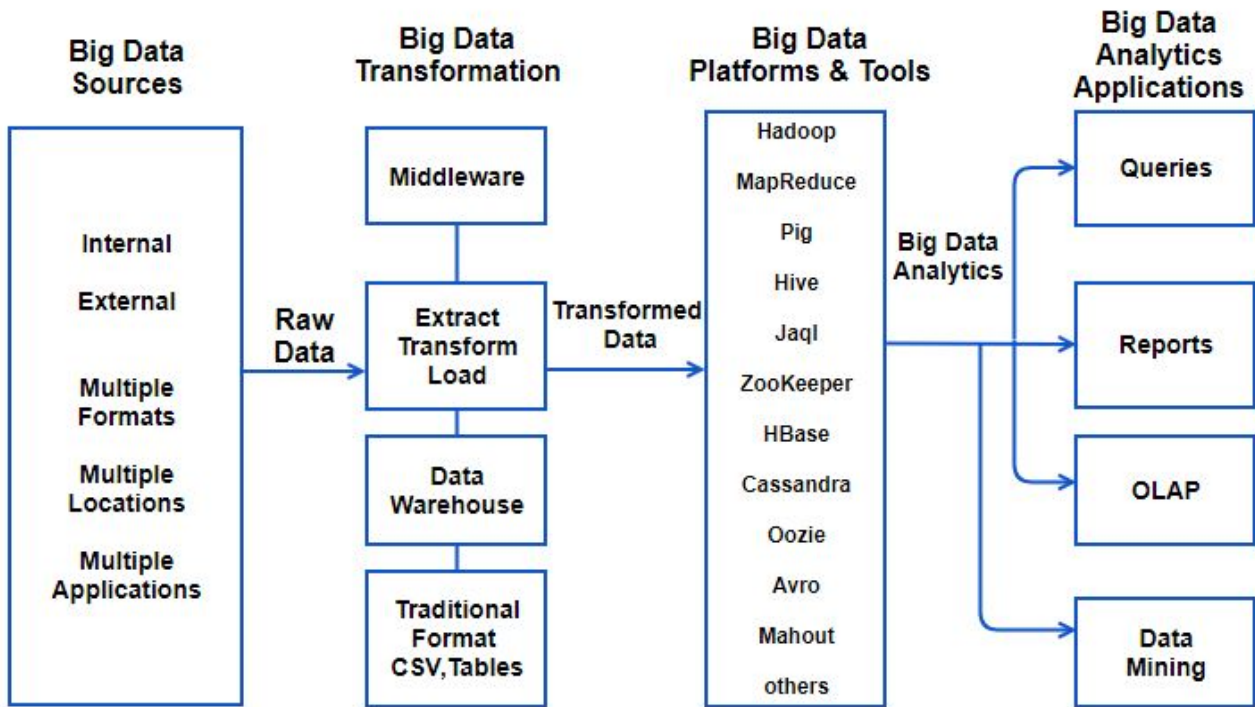 Big Data
Sources
Internal
External
Multiple
Formats
Multiple
Locations
Multiple
Applications
Raw
Data
Big Data
Transformation
Middleware
Extract
Transform
Load
Data
Warehouse
Traditional
Format
CSV,Tables
Transformed
Data
Big Data
Platforms & Tools
Hadoop
MapReduce
Pig
Hive
Jaql
ZooKeeper
HBase
Cassandra
Oozie
Avro
Mahout
others
Big Data
Analytics
Big Data
Analytics
Applications
Queries
Reports
OLAP
Data
Mining